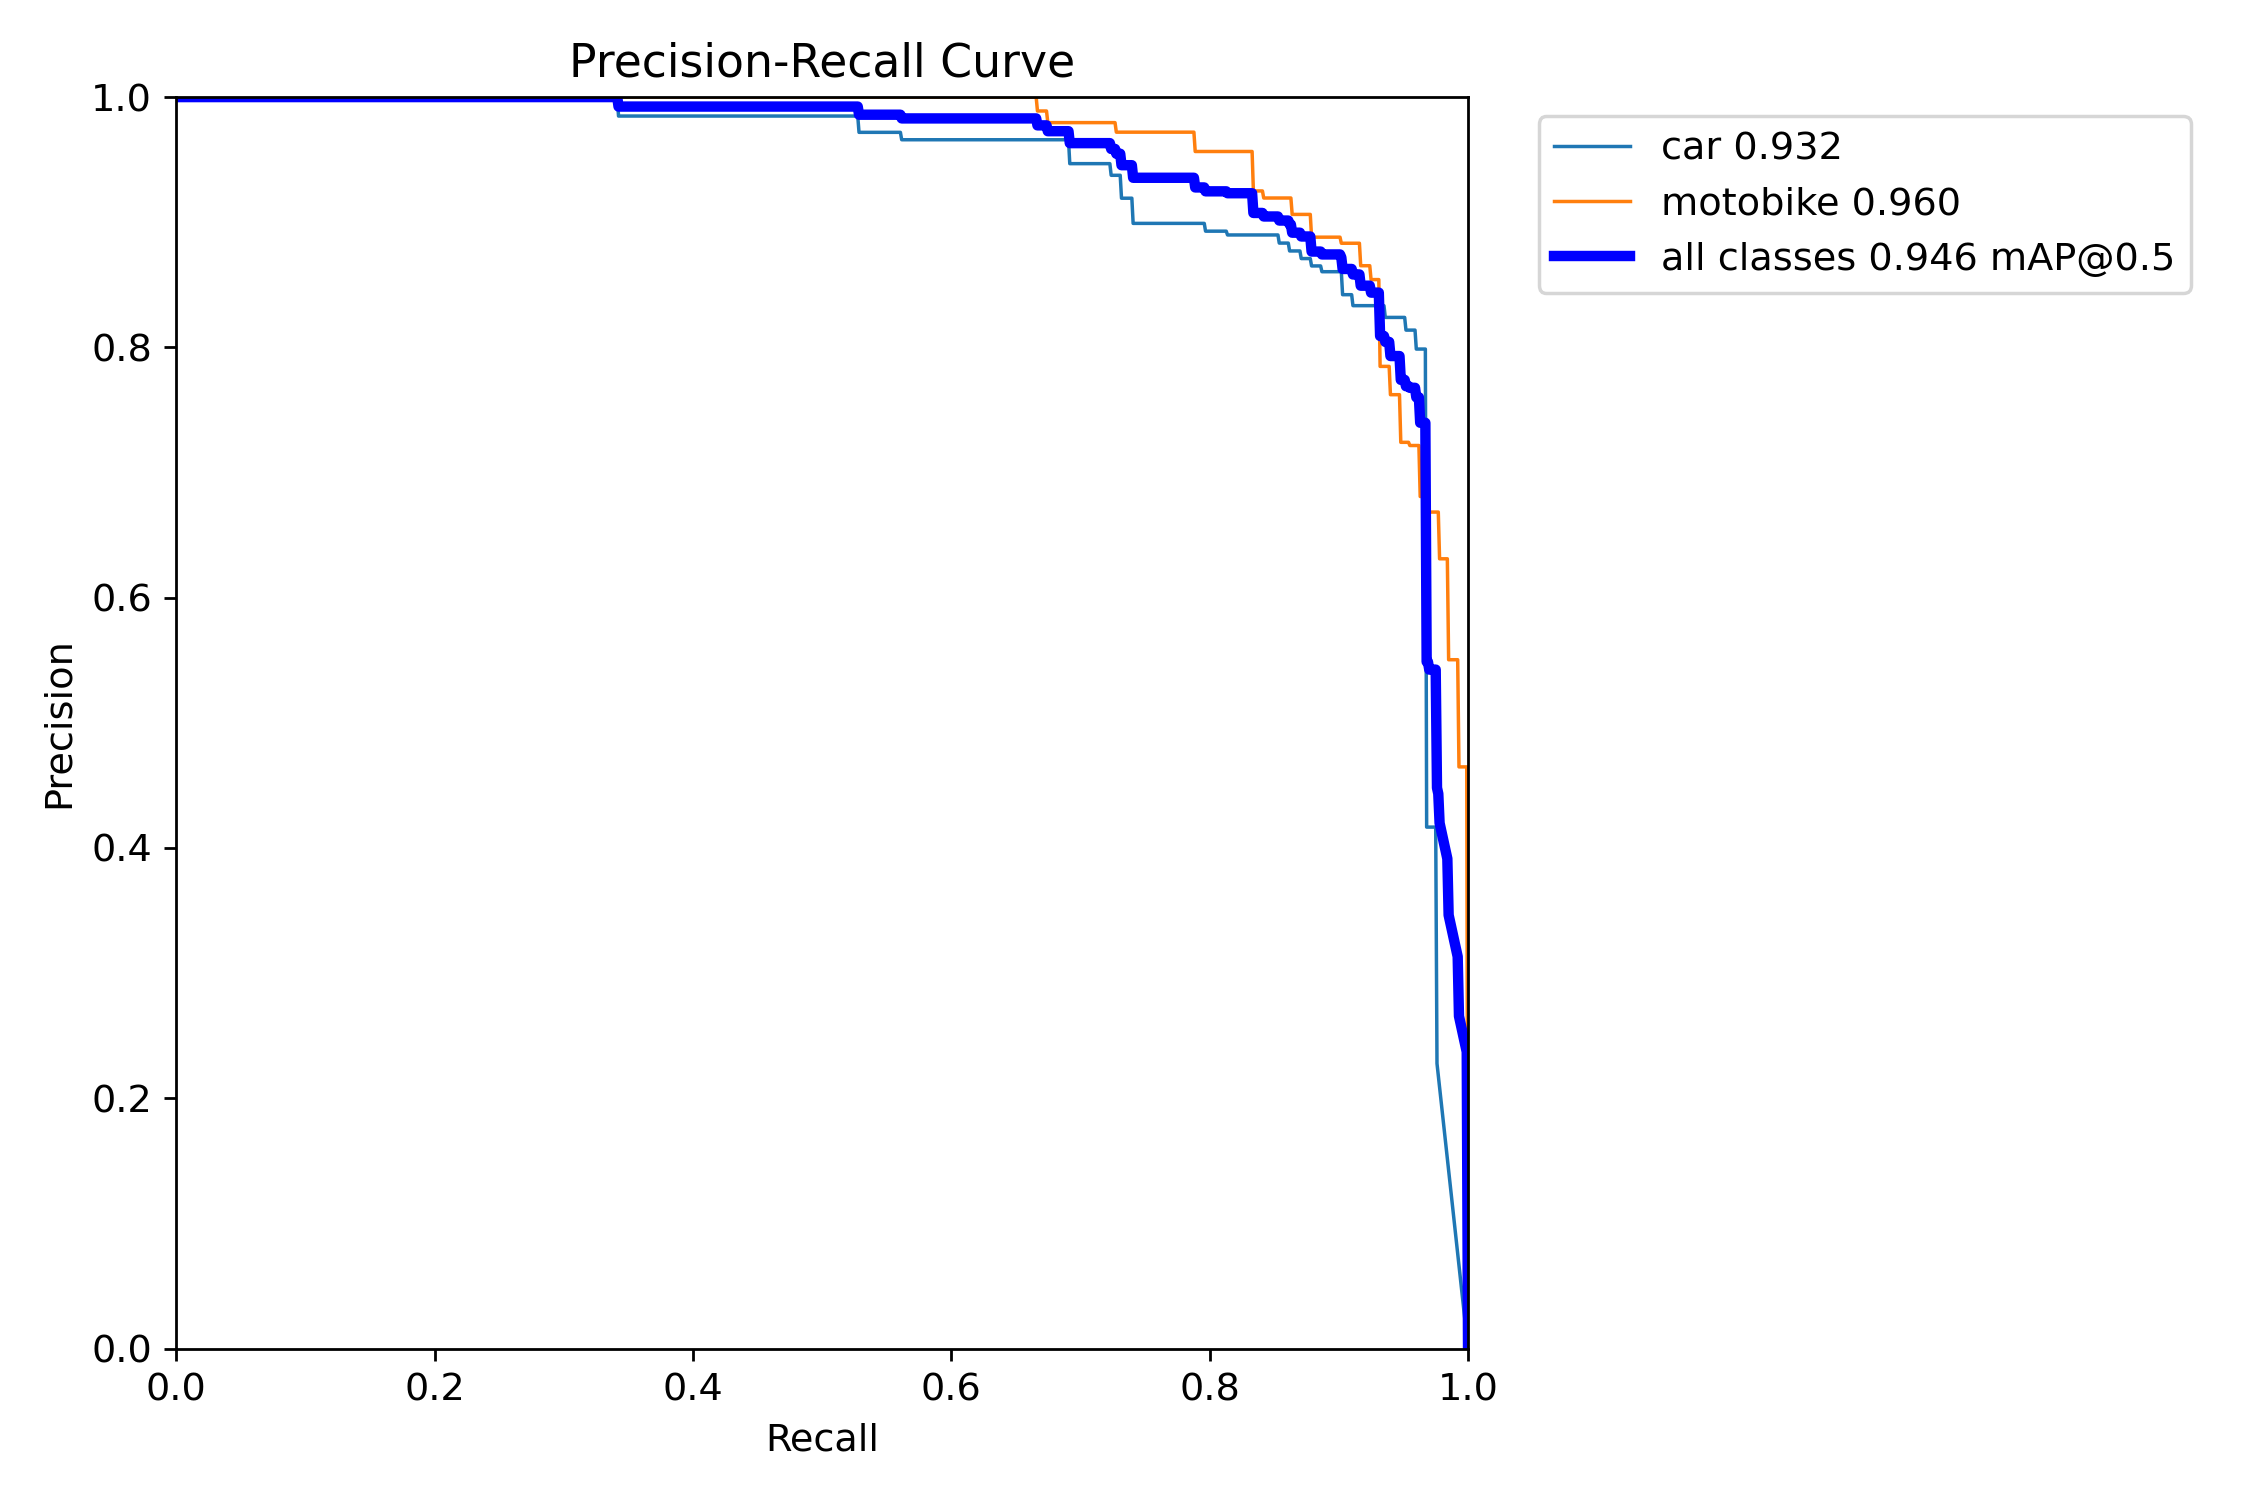 Precision-Recall Curve
car 0.932
motobike 0.960
all classes 0.946 mAP@0.5
1.0
0.8
0.6
0.4
0.2
0.0
Precision
0.0 0.2 0.4 0.6 0.8 1.0
Recall